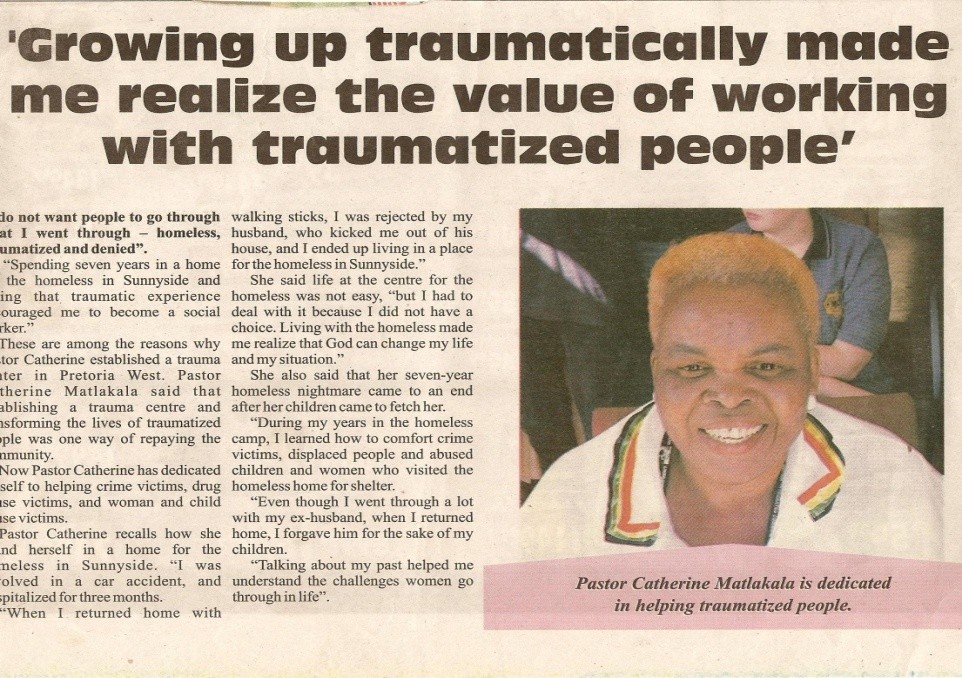 'Growing up traumatically made
me realize the value of working
with traumatized people'
do not want people to go through
at I went through – homeless,
umatized and denied”.
“Spending seven years in a home
the homeless in Sunnyside and
ing that traumatic experience
ouraged me to become a social
rker.”
These are among the reasons why
tor Catherine established a trauma
nter in Pretoria West. Pastor
therine Matlakala said that
ablishing a trauma centre and
nsforming the lives of traumatized
ople was one way of repaying the
mmunity.
Now Pastor Catherine has dedicated
self to helping crime victims, drug
use victims, and woman and child
use victims.
Pastor Catherine recalls how she
nd herself in a home for the
meless in Sunnyside. “I was
olved in a car accident, and
spitalized for three months.
“When I returned home with
walking sticks, I was rejected by my
husband, who kicked me out of his
house, and I ended up living in a place
for the homeless in Sunnyside.”
She said life at the centre for the
homeless was not easy, “but I had to
deal with it because I did not have a
choice. Living with the homeless made
me realize that God can change my life
and my situation.”
She also said that her seven-year
homeless nightmare came to an end
after her children came to fetch her.
“During my years in the homeless
camp, I learned how to comfort crime
victims, displaced people and abused
children and women who visited the
homeless home for shelter.
“Even though I went through a lot
with my ex-husband, when I returned
home, I forgave him for the sake of my
children.
“Talking about my past helped me
understand the challenges women go
through in life”.
Pastor Catherine Matlakala is dedicated
in helping traumatized people.